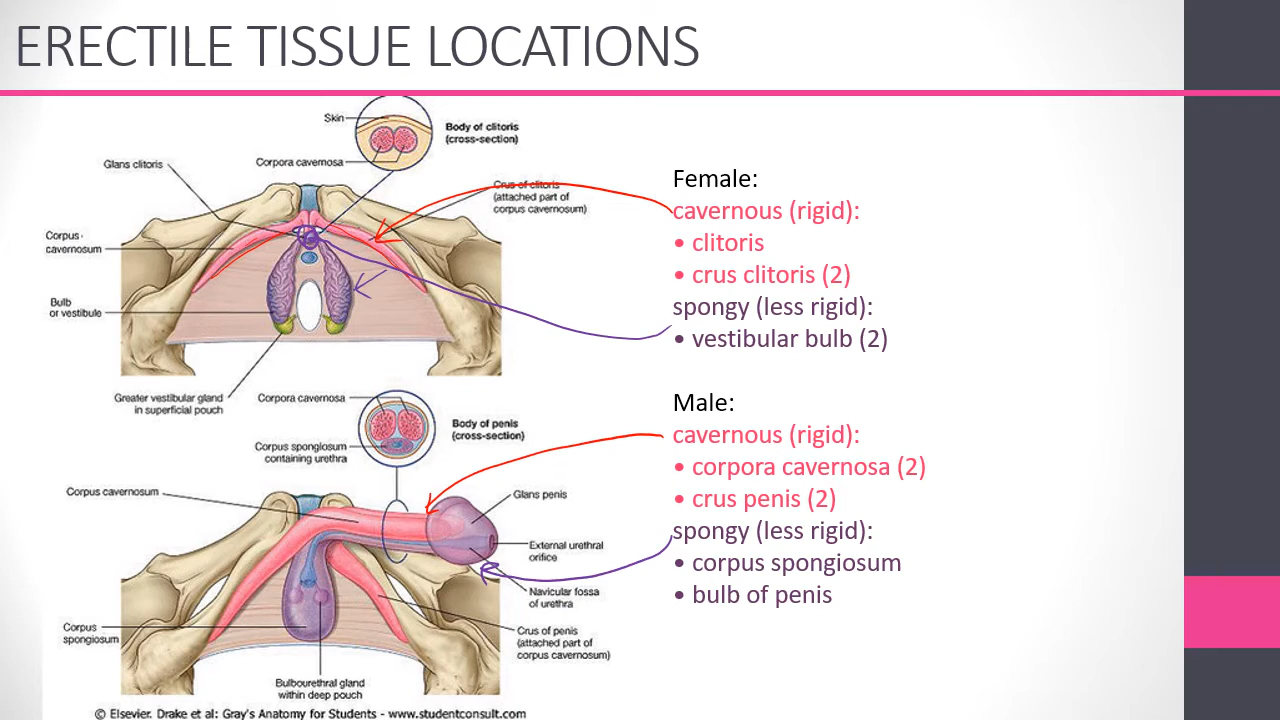 ERECTILE TISSUE LOCATIONS
Skin
Body of clitoris
(cross-section)
Corpora cavernosa
Glans clitoris
Crus of clitoris
(attached part of
corpus cavernosum)
Corpus
cavernosum
Bulb
or vestibule
Greater vestibular gland
in superficial pouch
Female:
cavernous (rigid):
• clitoris
• crus clitoris (2)
spongy (less rigid):
• vestibular bulb (2)
Corpora cavernosa
Body of penis
(cross-section)
Corpus spongiosum
containing urethra
Corpus cavernosum
Glans penis
External urethral
orifice
Navicular fossa
of urethra
Corpus
spongiosum
Crus of penis
(attached part of
corpus cavernosum)
Bulbourethral gland
within deep pouch
Male:
cavernous (rigid):
• corpora cavernosa (2)
• crus penis (2)
spongy (less rigid):
• corpus spongiosum
• bulb of penis
© Elsevier. Drake et al: Gray's Anatomy for Students - www.studentconsult.com